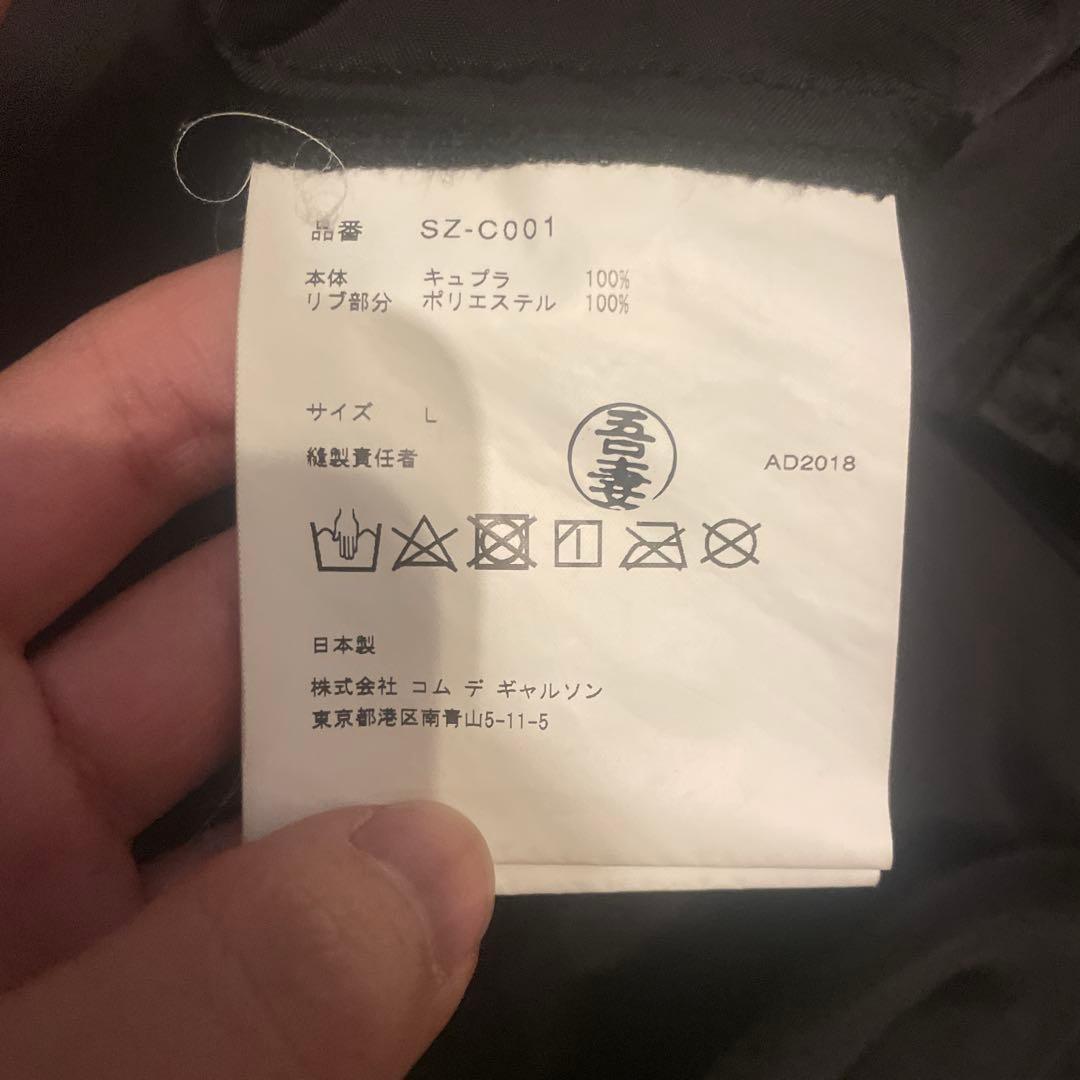 品番 SZ-C001
本体 キュプラ 100%
リブ部分 ポリエステル 100%
サイズ L
縫製責任者 吾妻 AD2018
日本製
株式会社 コム デ ギャルソン
東京都港区南青山5-11-5